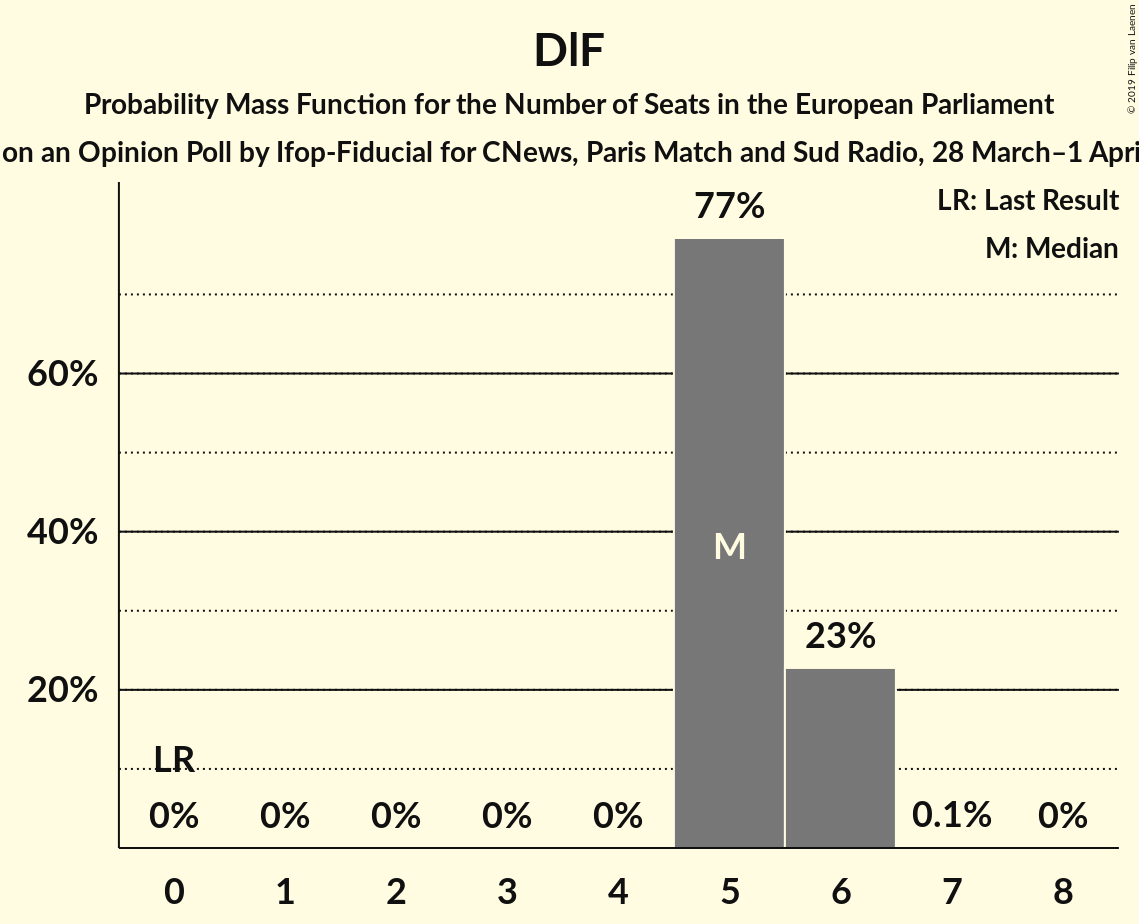 DlF
Probability Mass Function for the Number of Seats in the European Parliament
on an Opinion Poll by Ifop-Fiducial for CNews, Paris Match and Sud Radio, 28 March–1 Apri
© 2019 Filip van Laenen
LR: Last Result
M: Median
77%
60%
40%
M
23%
20%
LR
0% 0% 0% 0% 0% 0.1% 0%
0 1 2 3 4 5 6 7 8